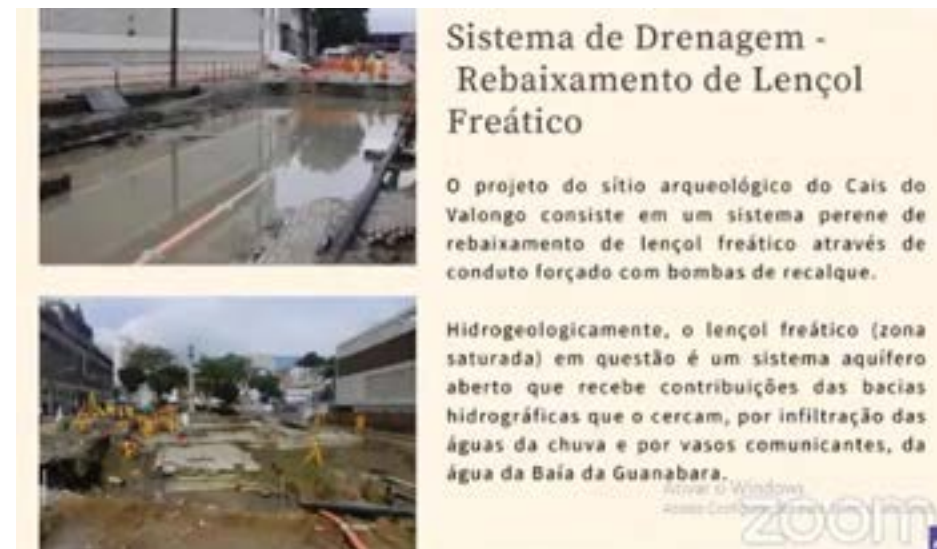 Sistema de Drenagem -
Rebaixamento de Lençol
Freático
O projeto do sítio arqueológico do Cais do
Valongo consiste em um sistema perene de
rebaixamento de lençol freático através de
conduto forçado com bombas de recalque.
Hidrogeologicamente, o lençol freático (zona
saturada) em questão é um sistema aquífero
aberto que recebe contribuições das bacias
hidrográficas que o cercam, por infiltração das
águas da chuva e por vasos comunicantes, da
água da Baía da Guanabara.
Ativar o Windows
zoom